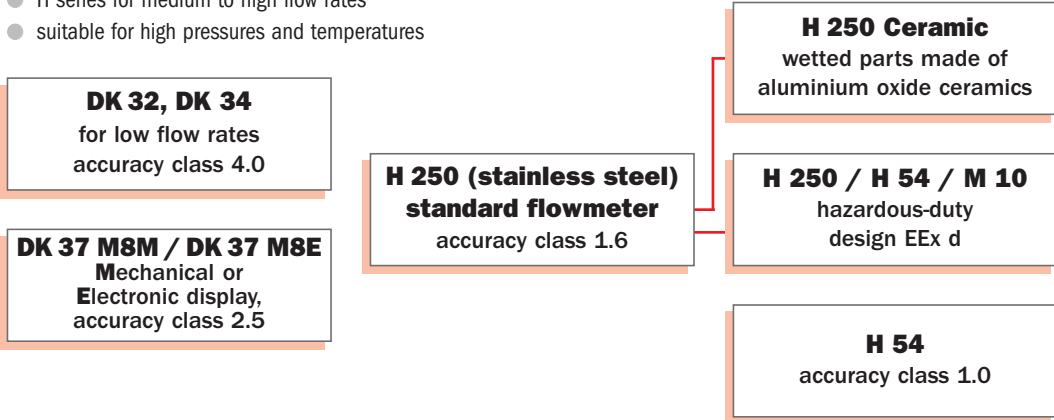 H series for medium to high flow rates
suitable for high pressures and temperatures
DK 32, DK 34
for low flow rates
accuracy class 4.0
DK 37 M8M / DK 37 M8E
Mechanical or
Electronic display,
accuracy class 2.5
H 250 (stainless steel)
standard flowmeter
accuracy class 1.6
H 250 Ceramic
wetted parts made of
aluminium oxide ceramics
H 250 / H 54 / M 10
hazardous-duty
design EEx d
H 54
accuracy class 1.0